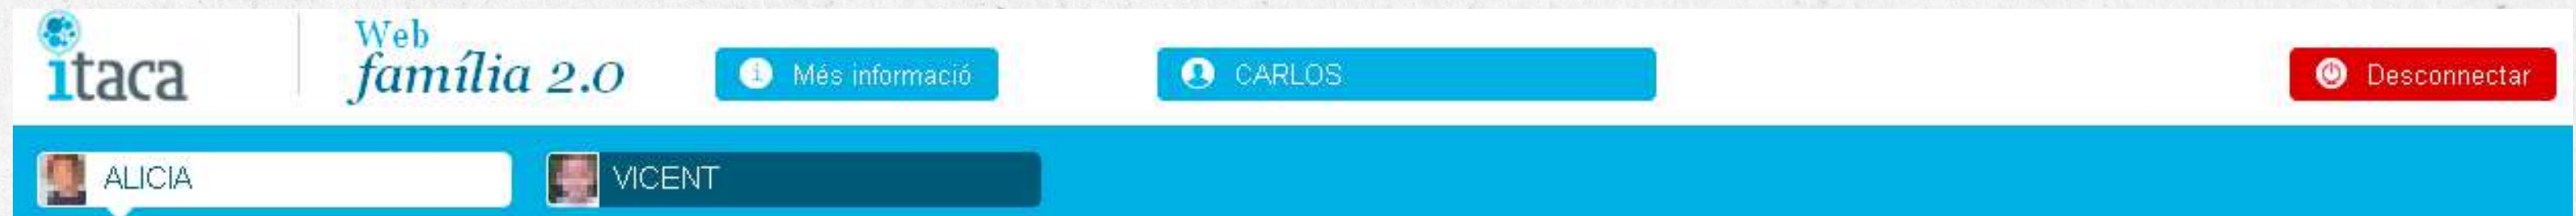 itaca
Web
família 2.0
Més informació
CARLOS
Desconnectar
ALICIA
VICENT